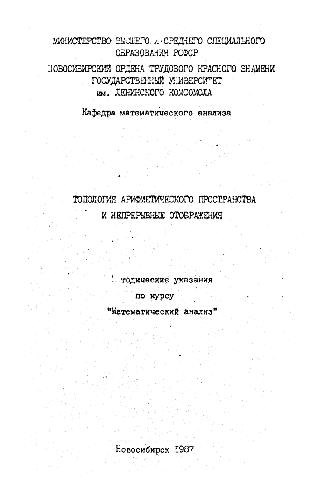 МИНИСТЕРСТВО ВЫСШЕГО И СРЕДНЕГО СПЕЦИАЛЬНОГО
ОБРАЗОВАНИЯ РСФСР
НОВОСИБИРСКИЙ ОРДЕНА ТРУДОВОГО КРАСНОГО ЗНАМЕНИ
ГОСУДАРСТВЕННЫЙ УНИВЕРСИТЕТ
им. ЛЕНИНСКОГО КОМСОМОЛА
Кафедра математического анализа
ТОПОЛОГИЯ АРИФМЕТИЧЕСКОГО ПРОСТРАНСТВА
И НЕПРЕРЫВНЫЕ ОТОБРАЖЕНИЯ
тодические указания
по курсу
"Математический анализ"
Новосибирск 1987